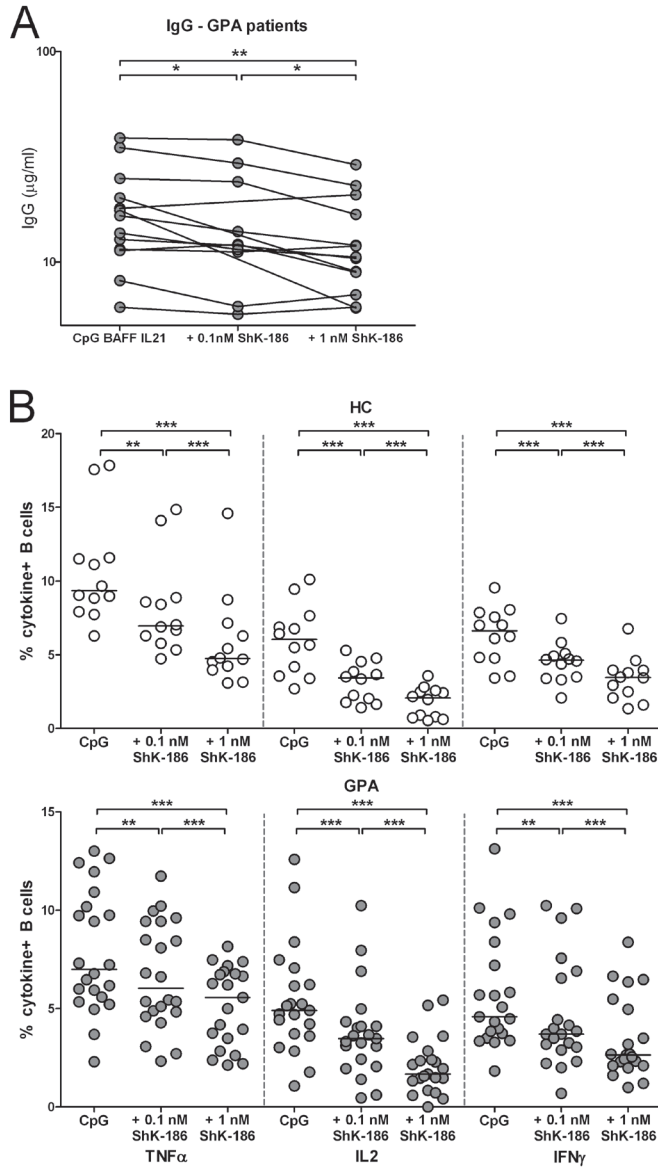 A
IgG - GPA patients
**
* *
100
10
IgG (µg/ml)
CpG BAFF IL21 + 0.1nM ShK-186 + 1 nM ShK-186
B
HC
*** *** ***
** *** *** *** *** ***
20
15
10
5
0
% cytokine+ B cells
CpG + 0.1 nM + 1 nM CpG + 0.1 nM + 1 nM CpG + 0.1 nM + 1 nM
ShK-186 ShK-186 ShK-186 ShK-186 ShK-186 ShK-186
GPA
*** *** ***
** *** *** *** ** ***
15
10
5
0
% cytokine+ B cells
CpG + 0.1 nM + 1 nM CpG + 0.1 nM + 1 nM CpG + 0.1 nM + 1 nM
ShK-186 ShK-186 ShK-186 ShK-186 ShK-186 ShK-186
TNFα IL2 IFNγ